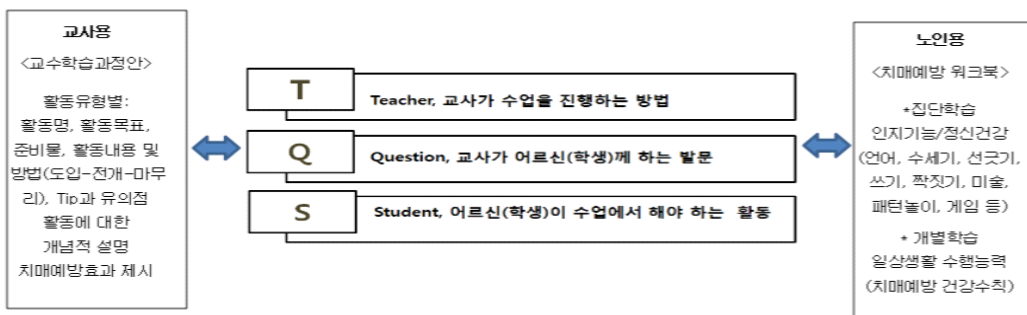 교사용
<교수학습과정안>
활동유형별:
활동명, 활동목표,
준비물, 활동내용 및
방법(도입-전개-마무
리), Tip과 유의점
활동에 대한
개념적 설명
치매예방효과 제시
T
Teacher, 교사가 수업을 진행하는 방법
Q
Question, 교사가 어르신(학생)께 하는 발문
S
Student, 어르신(학생)이 수업에서 해야 하는 활동
노인용
<치매예방 워크북>
*집단학습
인지기능/정신건강
(언어, 수세기, 선긋기,
쓰기, 짝짓기, 미술,
패턴놀이, 게임 등)
* 개별학습
일상생활 수행능력
(치매예방 건강수칙)